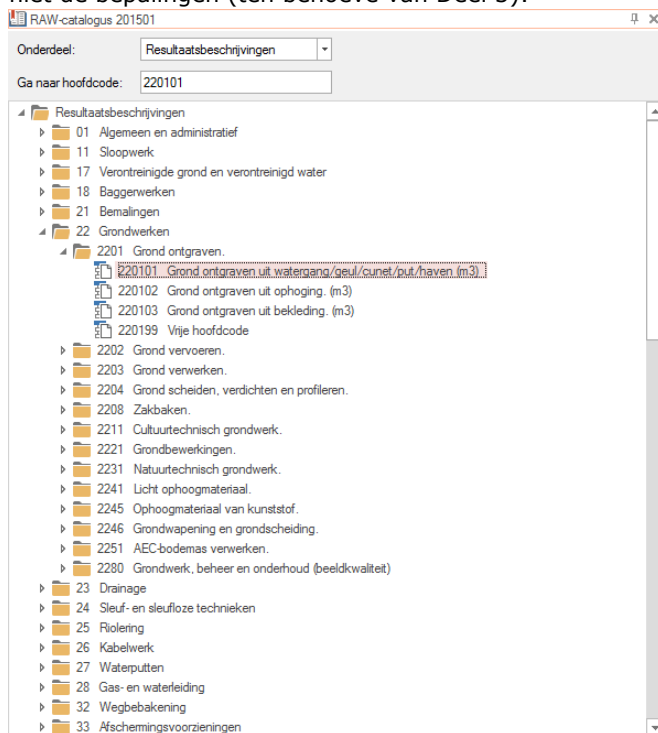 niet de bepalingen (ten behoeve van Deel 3).
RAW-catalogus 201501
Onderdeel: Resultaatsbeschrijvingen
Ga naar hoofdcode: 220101
Resultaatsbeschrijvingen
01 Algemeen en administratief
11 Sloopwerk
17 Verontreinigde grond en verontreinigd water
18 Baggerwerken
21 Bemalingen
22 Grondwerken
2201 Grond ontgraven.
220101 Grond ontgraven uit watergang/geul/cunet/put/haven (m3)
220102 Grond ontgraven uit ophoging. (m3)
220103 Grond ontgraven uit bekleding. (m3)
220199 Vrije hoofdcode
2202 Grond vervoeren.
2203 Grond verwerken.
2204 Grond scheiden, verdichten en profileren.
2208 Zakbaken.
2211 Cultuurtechnisch grondwerk.
2221 Grondbewerkingen.
2231 Natuurtechnisch grondwerk.
2241 Licht ophoogmateriaal.
2245 Ophoogmateriaal van kunststof.
2246 Grondwapening en grondscheiding.
2251 AEC-bodemas verwerken.
2280 Grondwerk, beheer en onderhoud (beeldkwaliteit)
23 Drainage
24 Sleuf- en sleufloze technieken
25 Riolering
26 Kabelwerk
27 Waterputten
28 Gas- en waterleiding
32 Wegbebakening
33 Afschermingsvoorzieningen